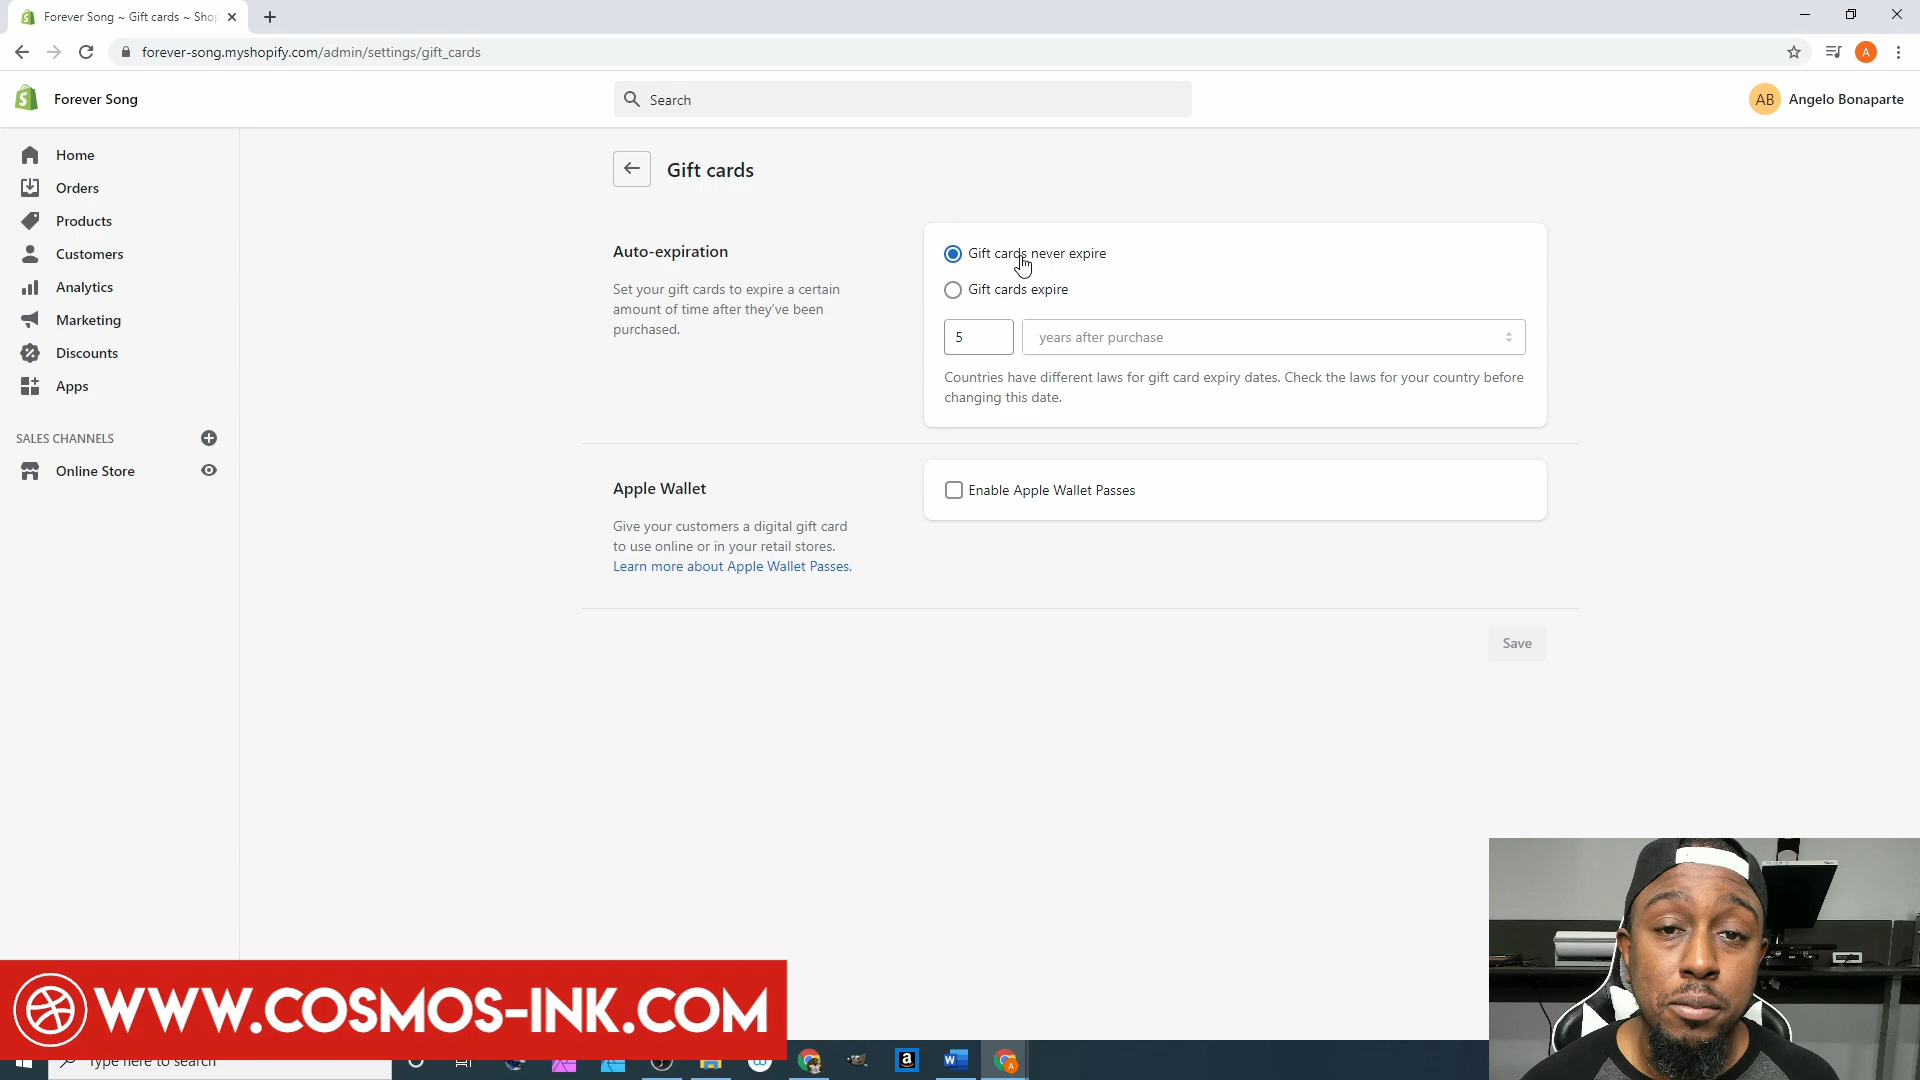 Forever Song ~ Gift cards ~ Sho
forever-song.myshopify.com/admin/settings/gift_cards
A
Forever Song
Search
AB
Angelo Bonaparte
Home
Orders
Products
Customers
Analytics
Marketing
Discounts
Apps
SALES CHANNELS
Online Store
Gift cards
Auto-expiration
Set your gift cards to expire a certain
amount of time after they've been
purchased.
Gift cards never expire
Gift cards expire
5
years after purchase
Countries have different laws for gift card expiry dates. Check the laws for your country before
changing this date.
Apple Wallet
Give your customers a digital gift card
to use online or in your retail stores.
Learn more about Apple Wallet Passes.
Enable Apple Wallet Passes
Save
WWW.COSMOS-INK.COM
Type here to search